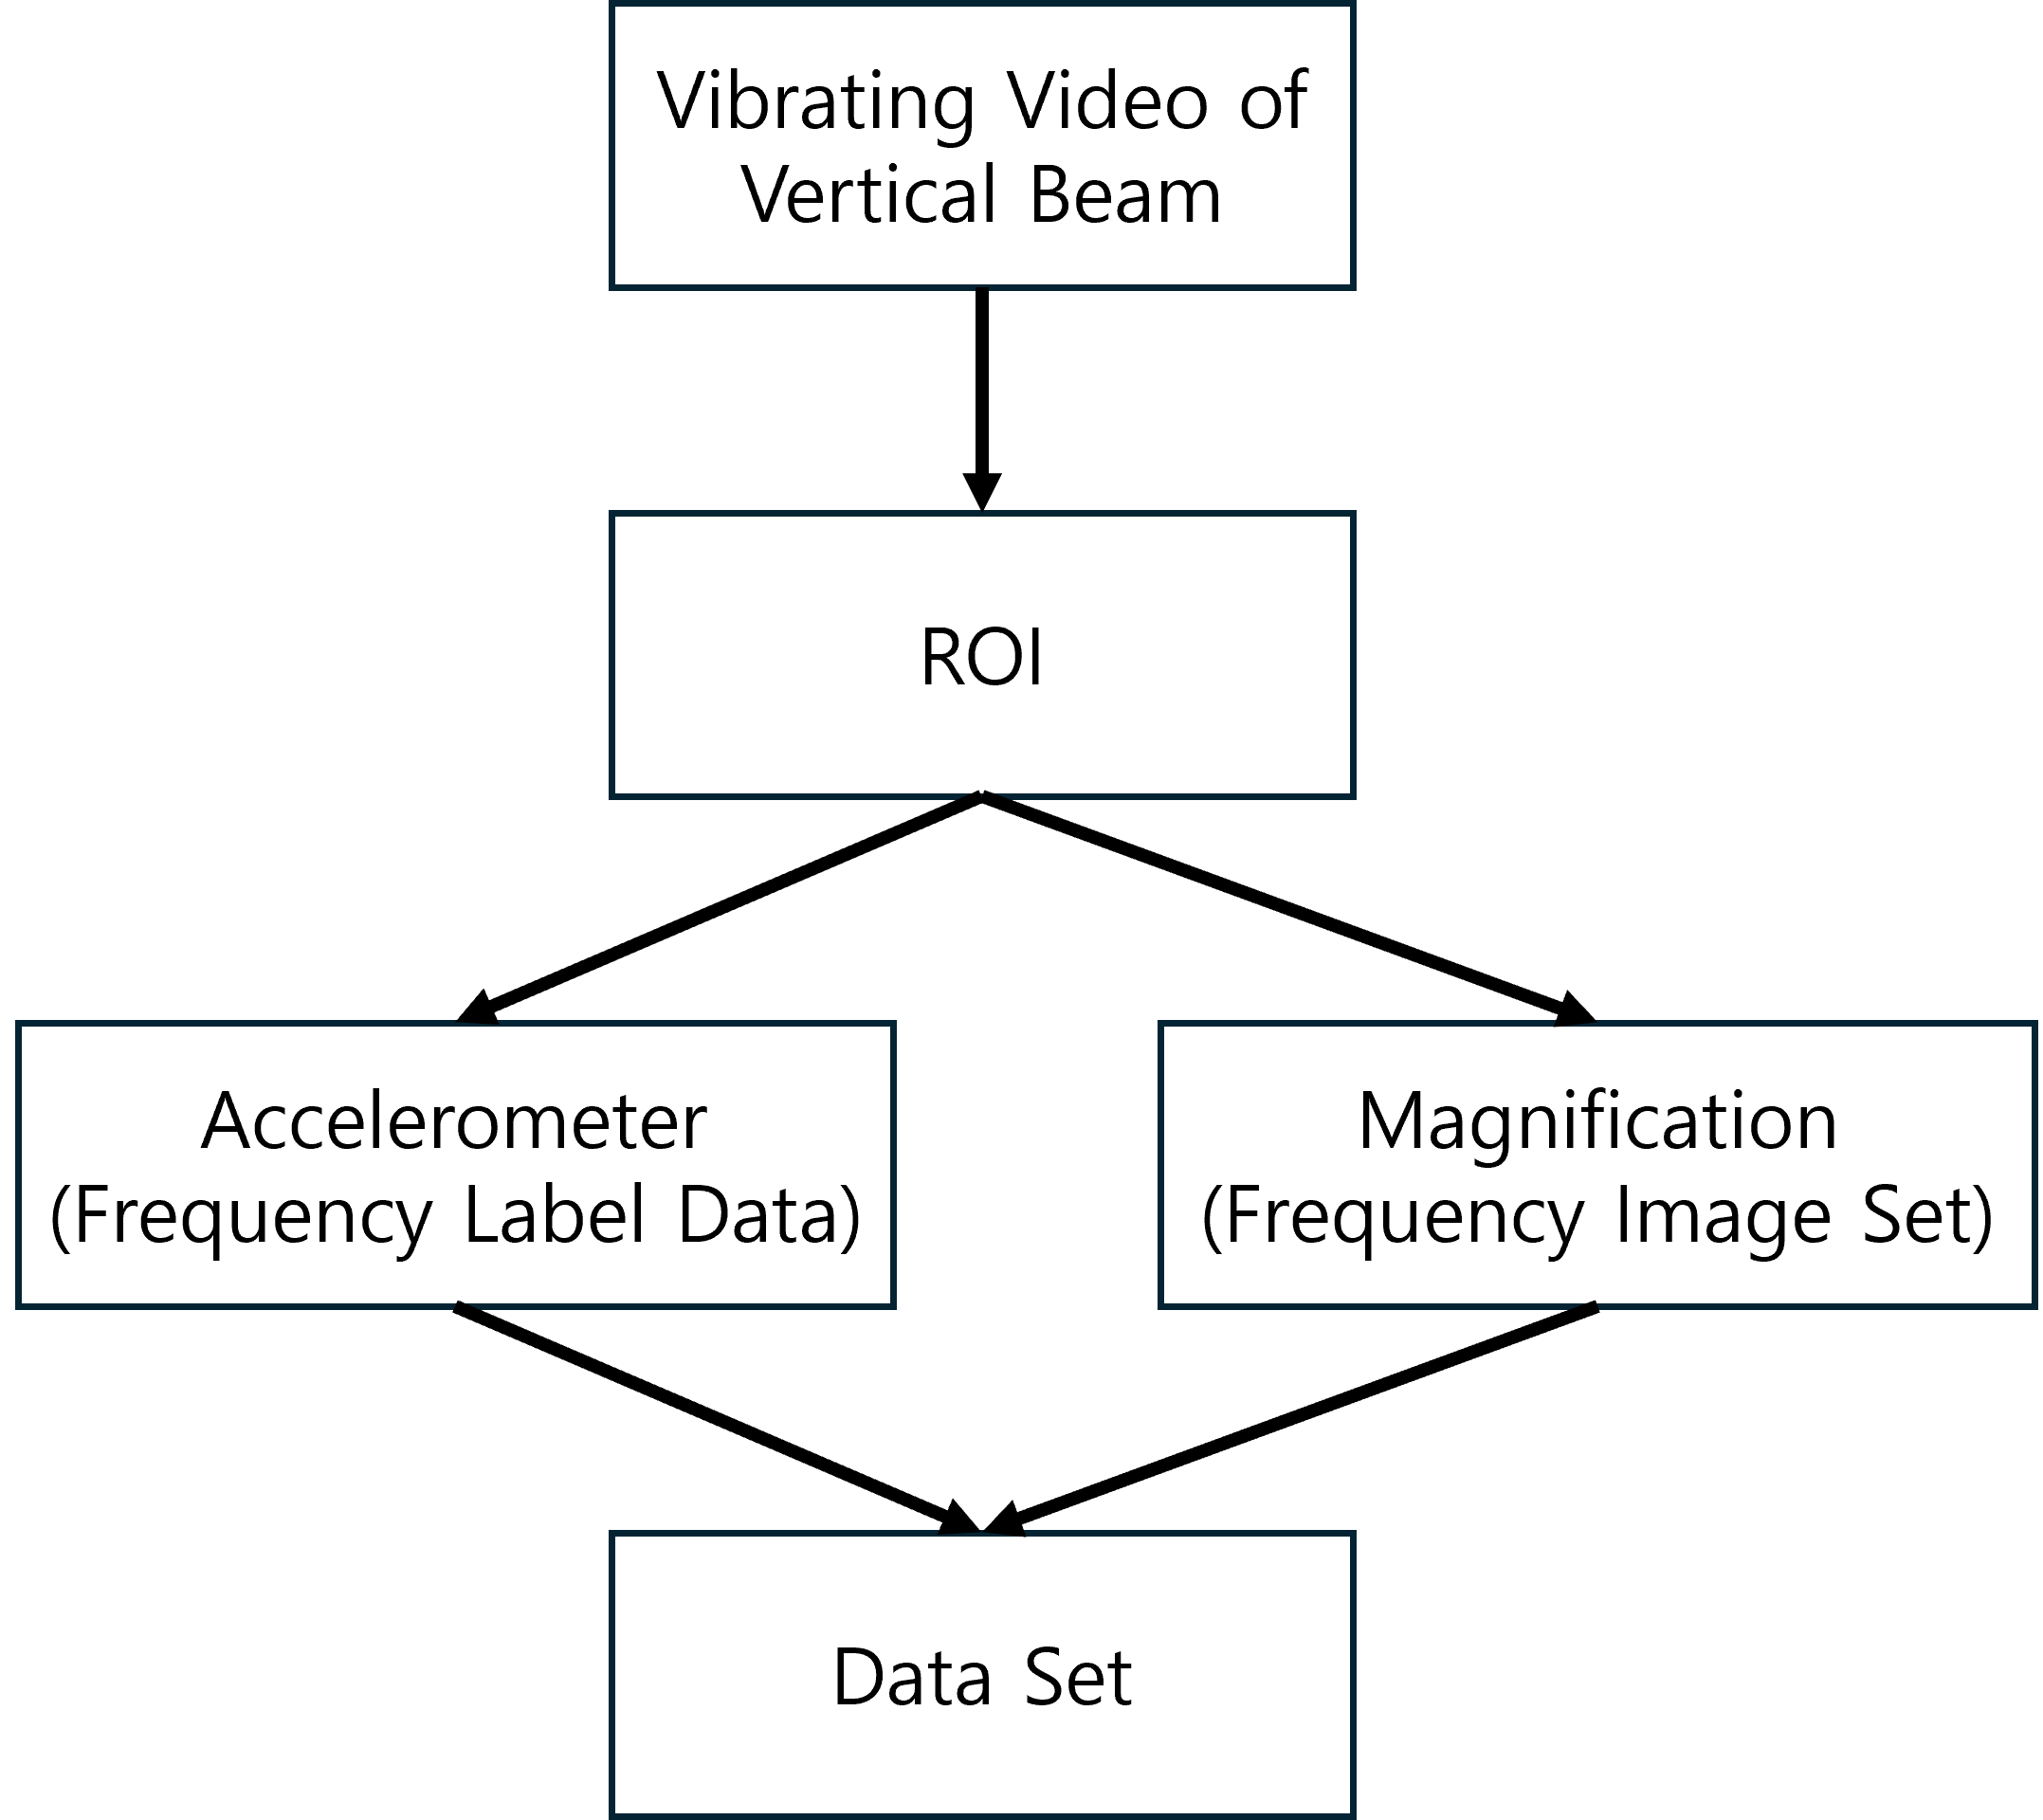 Vibrating Video of
Vertical Beam
ROI
Accelerometer
(Frequency Label Data)
Magnification
(Frequency Image Set)
Data Set